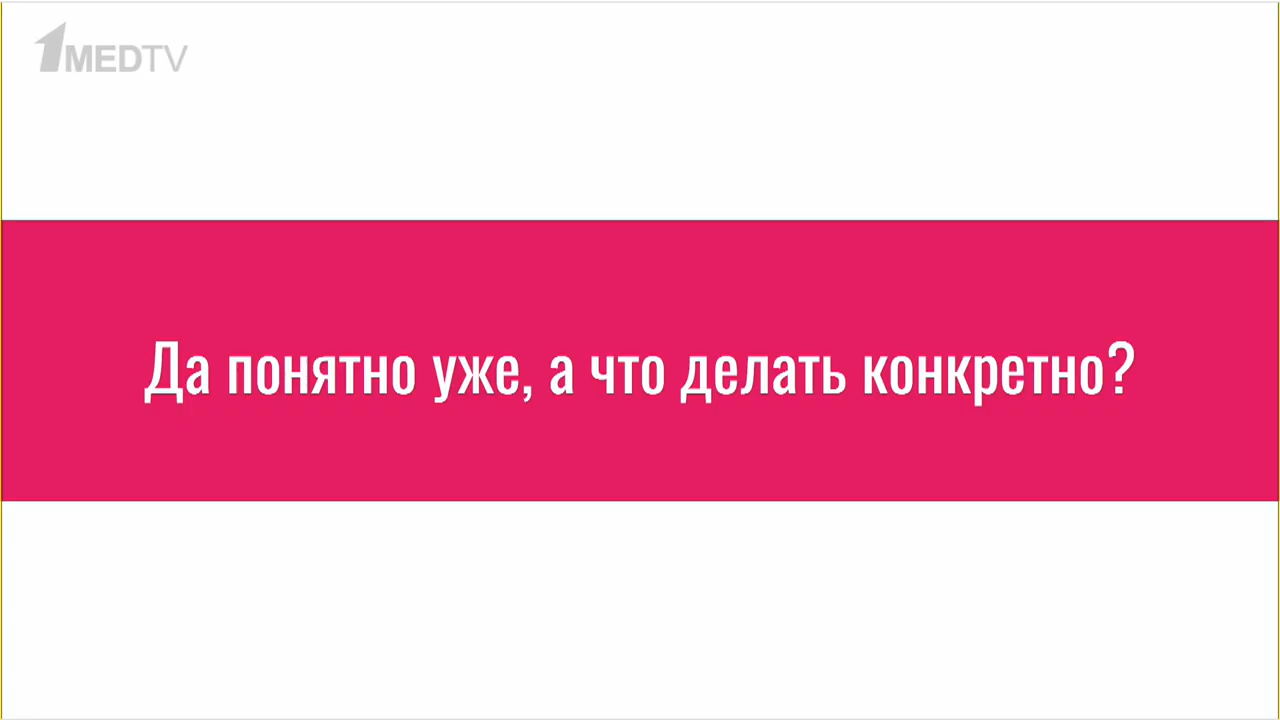 1MEDTV
Да понятно уже, а что делать конкретно?